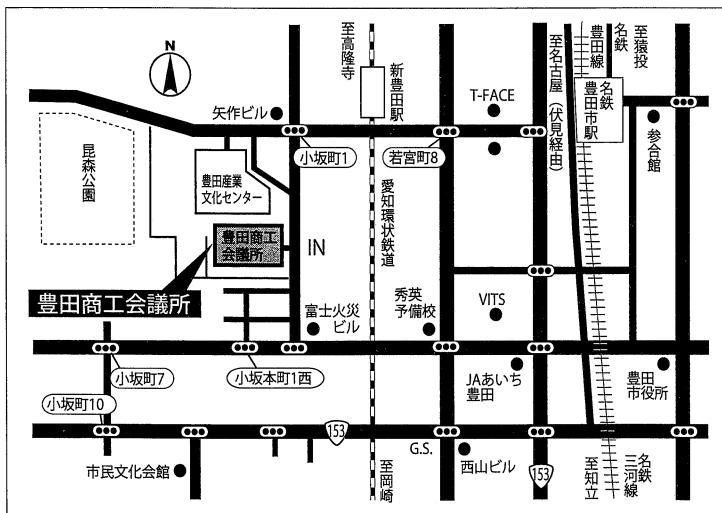 N
至高隆寺
新豊田駅
至名古屋（伏見経由）
名鉄
豊田線
至猿投
名鉄
豊田市駅
矢作ビル
T-FACE
参合館
小坂町1
若宮町8
昆森公園
豊田産業
文化センター
愛知環状鉄道
豊田商工
会議所
IN
豊田商工会議所
富士火災
ビル
秀英
予備校
VITS
小坂町7
小坂本町1西
JAあいち
豊田
豊田
市役所
小坂町10
153
G.S.
西山ビル
153
市民文化会館
至岡崎
至知立
名鉄
三河線